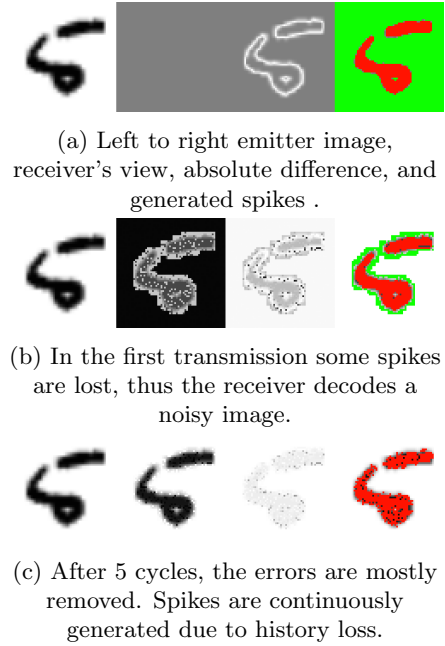 (a) Left to right emitter image,
receiver's view, absolute difference, and
generated spikes .
(b) In the first transmission some spikes
are lost, thus the receiver decodes a
noisy image.
(c) After 5 cycles, the errors are mostly
removed. Spikes are continuously
generated due to history loss.